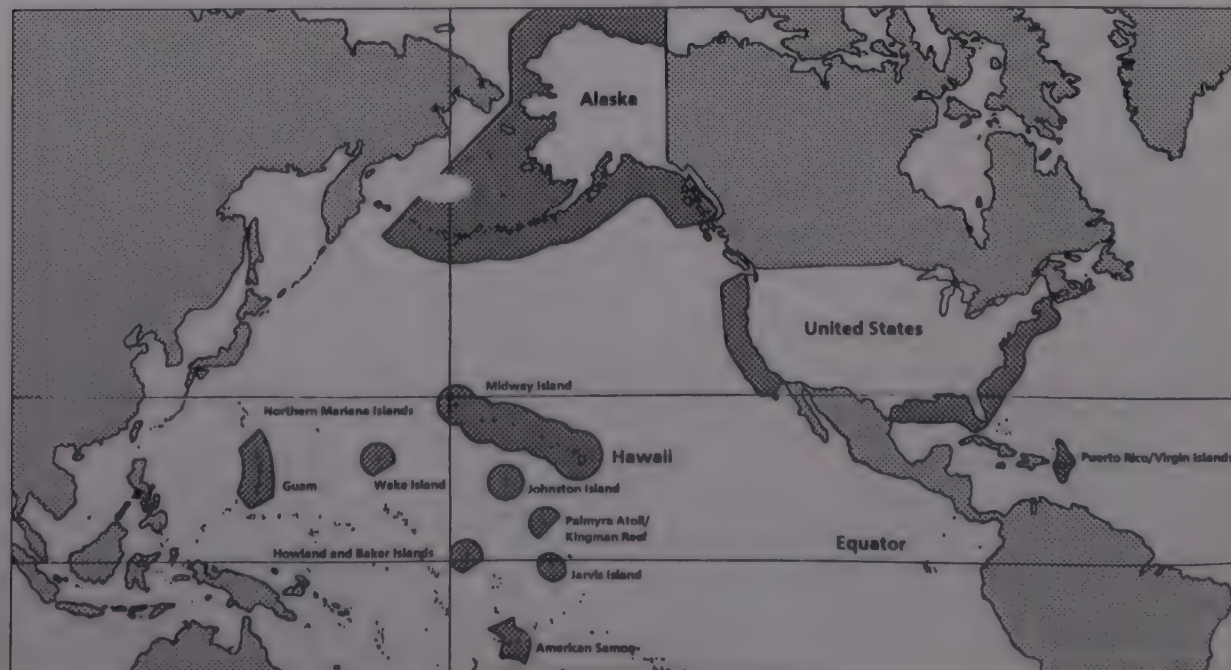 Alaska
United States
Midway Island
Northern Mariana Islands
Hawaii
Puerto Rico/Virgin Islands
Guam
Wake Island
Johnston Island
Palmyra Atoll/
Kingman Reef
Equator
Howland and Baker Islands
Jarvis Island
American Samoa